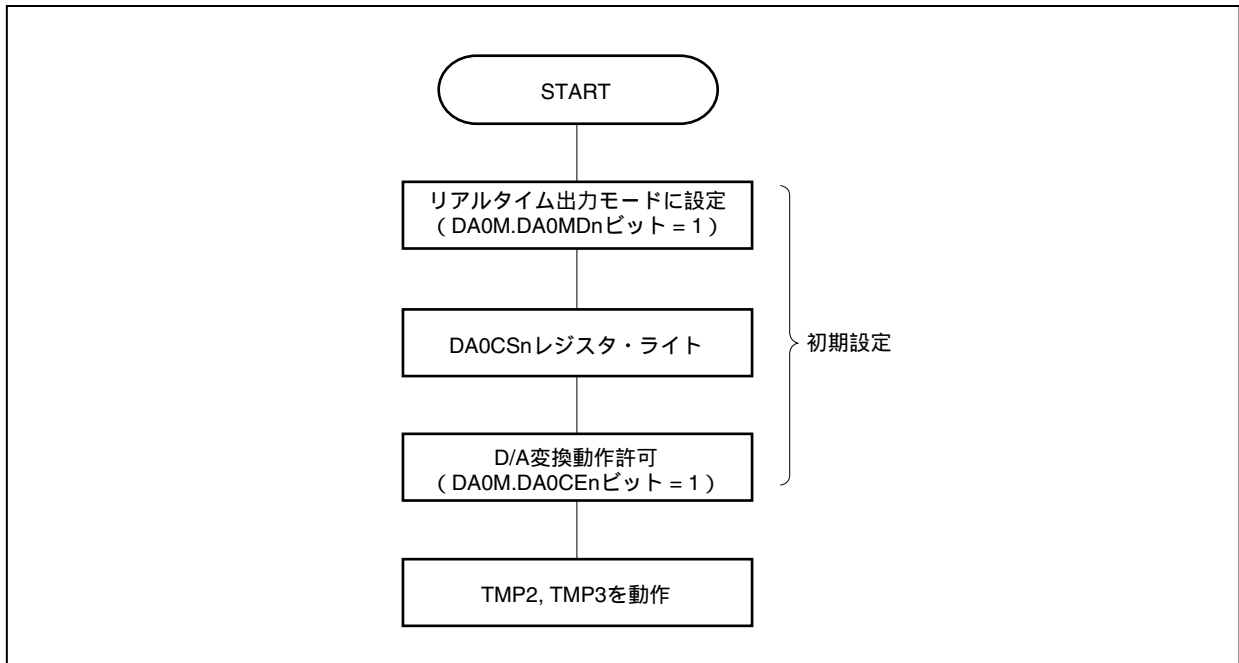 START
リアルタイム出力モードに設定
（DA0M.DA0MDnビット = 1）
DA0CSnレジスタ・ライト
初期設定
D/A変換動作許可
（DA0M.DA0CEnビット = 1）
TMP2, TMP3を動作